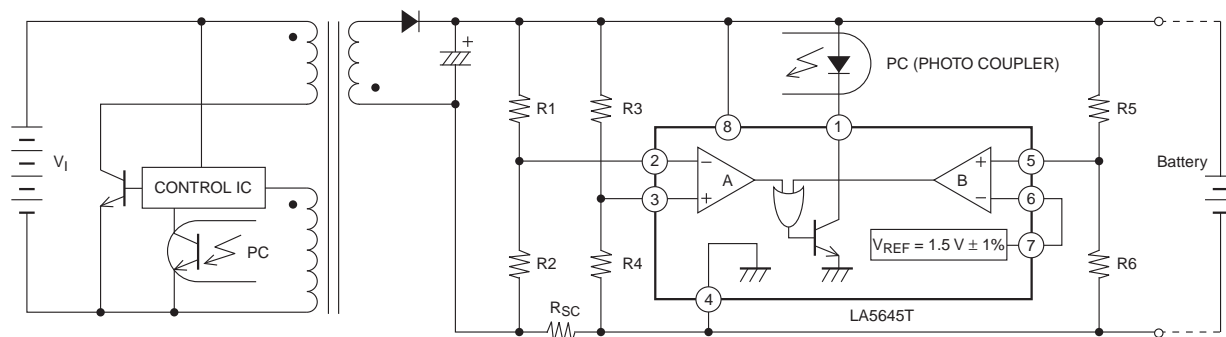 +
PC (PHOTO COUPLER)
R1
R3
R5
8
1
V_I
2
−
A
+
3
B
+
−
5
6
7
Battery
CONTROL IC
PC
V_REF = 1.5 V ± 1%
R2
R4
R6
4
R_SC
LA5645T